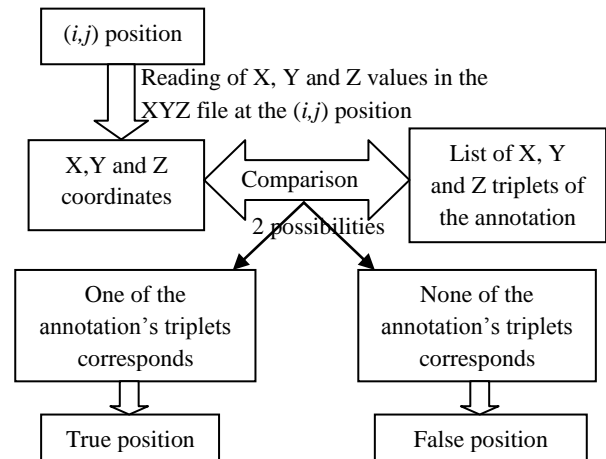 (i,j) position
Reading of X, Y and Z values in the
XYZ file at the (i,j) position
X,Y and Z
coordinates
Comparison
List of X, Y
and Z triplets of
the annotation
2 possibilities
One of the
annotation's triplets
corresponds
None of the
annotation's triplets
corresponds
True position
False position